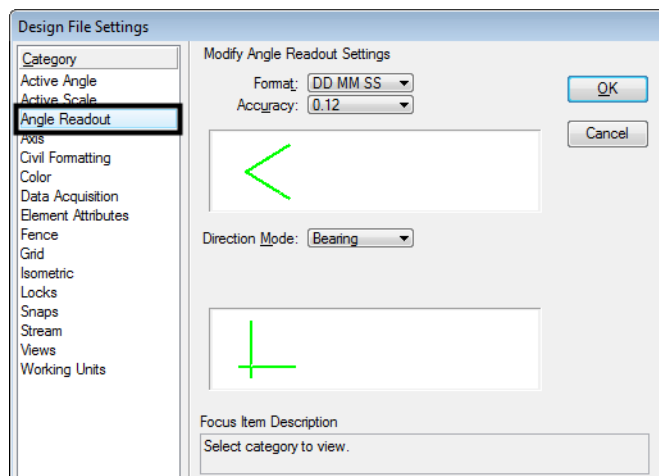 Design File Settings
Category
Active Angle
Active Scale
Angle Readout
Axis
Civil Formatting
Color
Data Acquisition
Element Attributes
Fence
Grid
Isometric
Locks
Snaps
Stream
Views
Working Units
Modify Angle Readout Settings
Format: DD MM SS
Accuracy: 0.12
OK
Cancel
Direction Mode: Bearing
Focus Item Description
Select category to view.